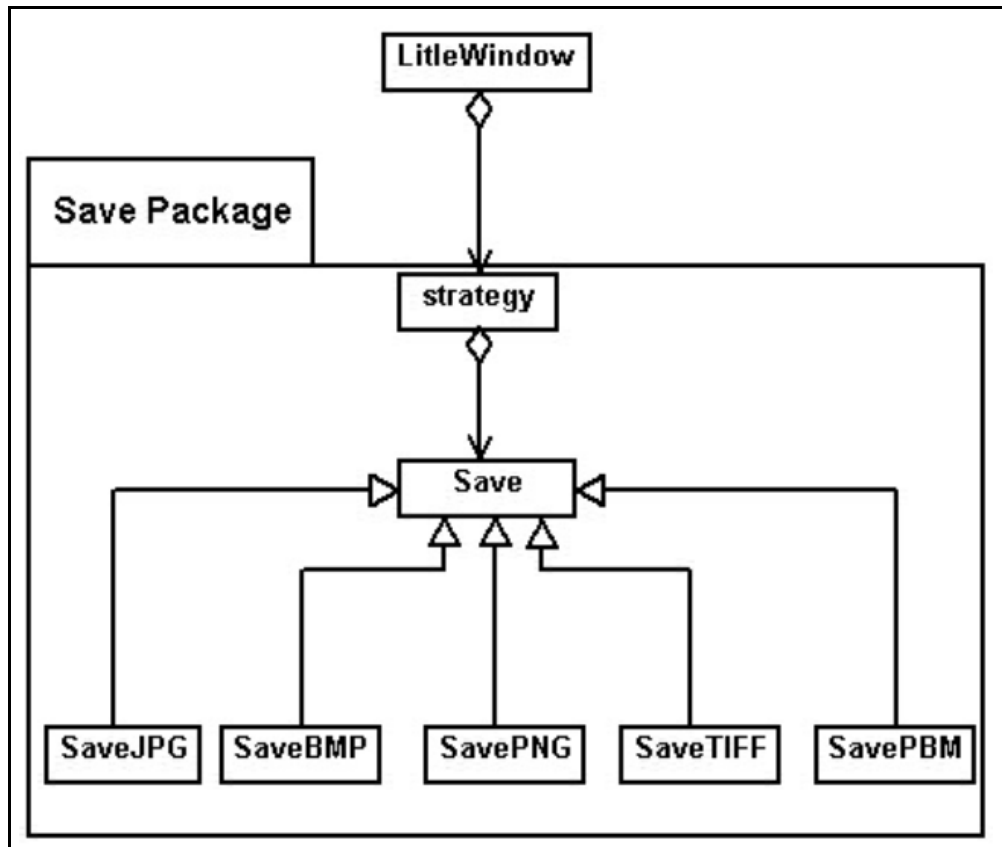 LitleWindow
Save Package
strategy
Save
SaveJPG
SaveBMP
SavePNG
SaveTIFF
SavePBM